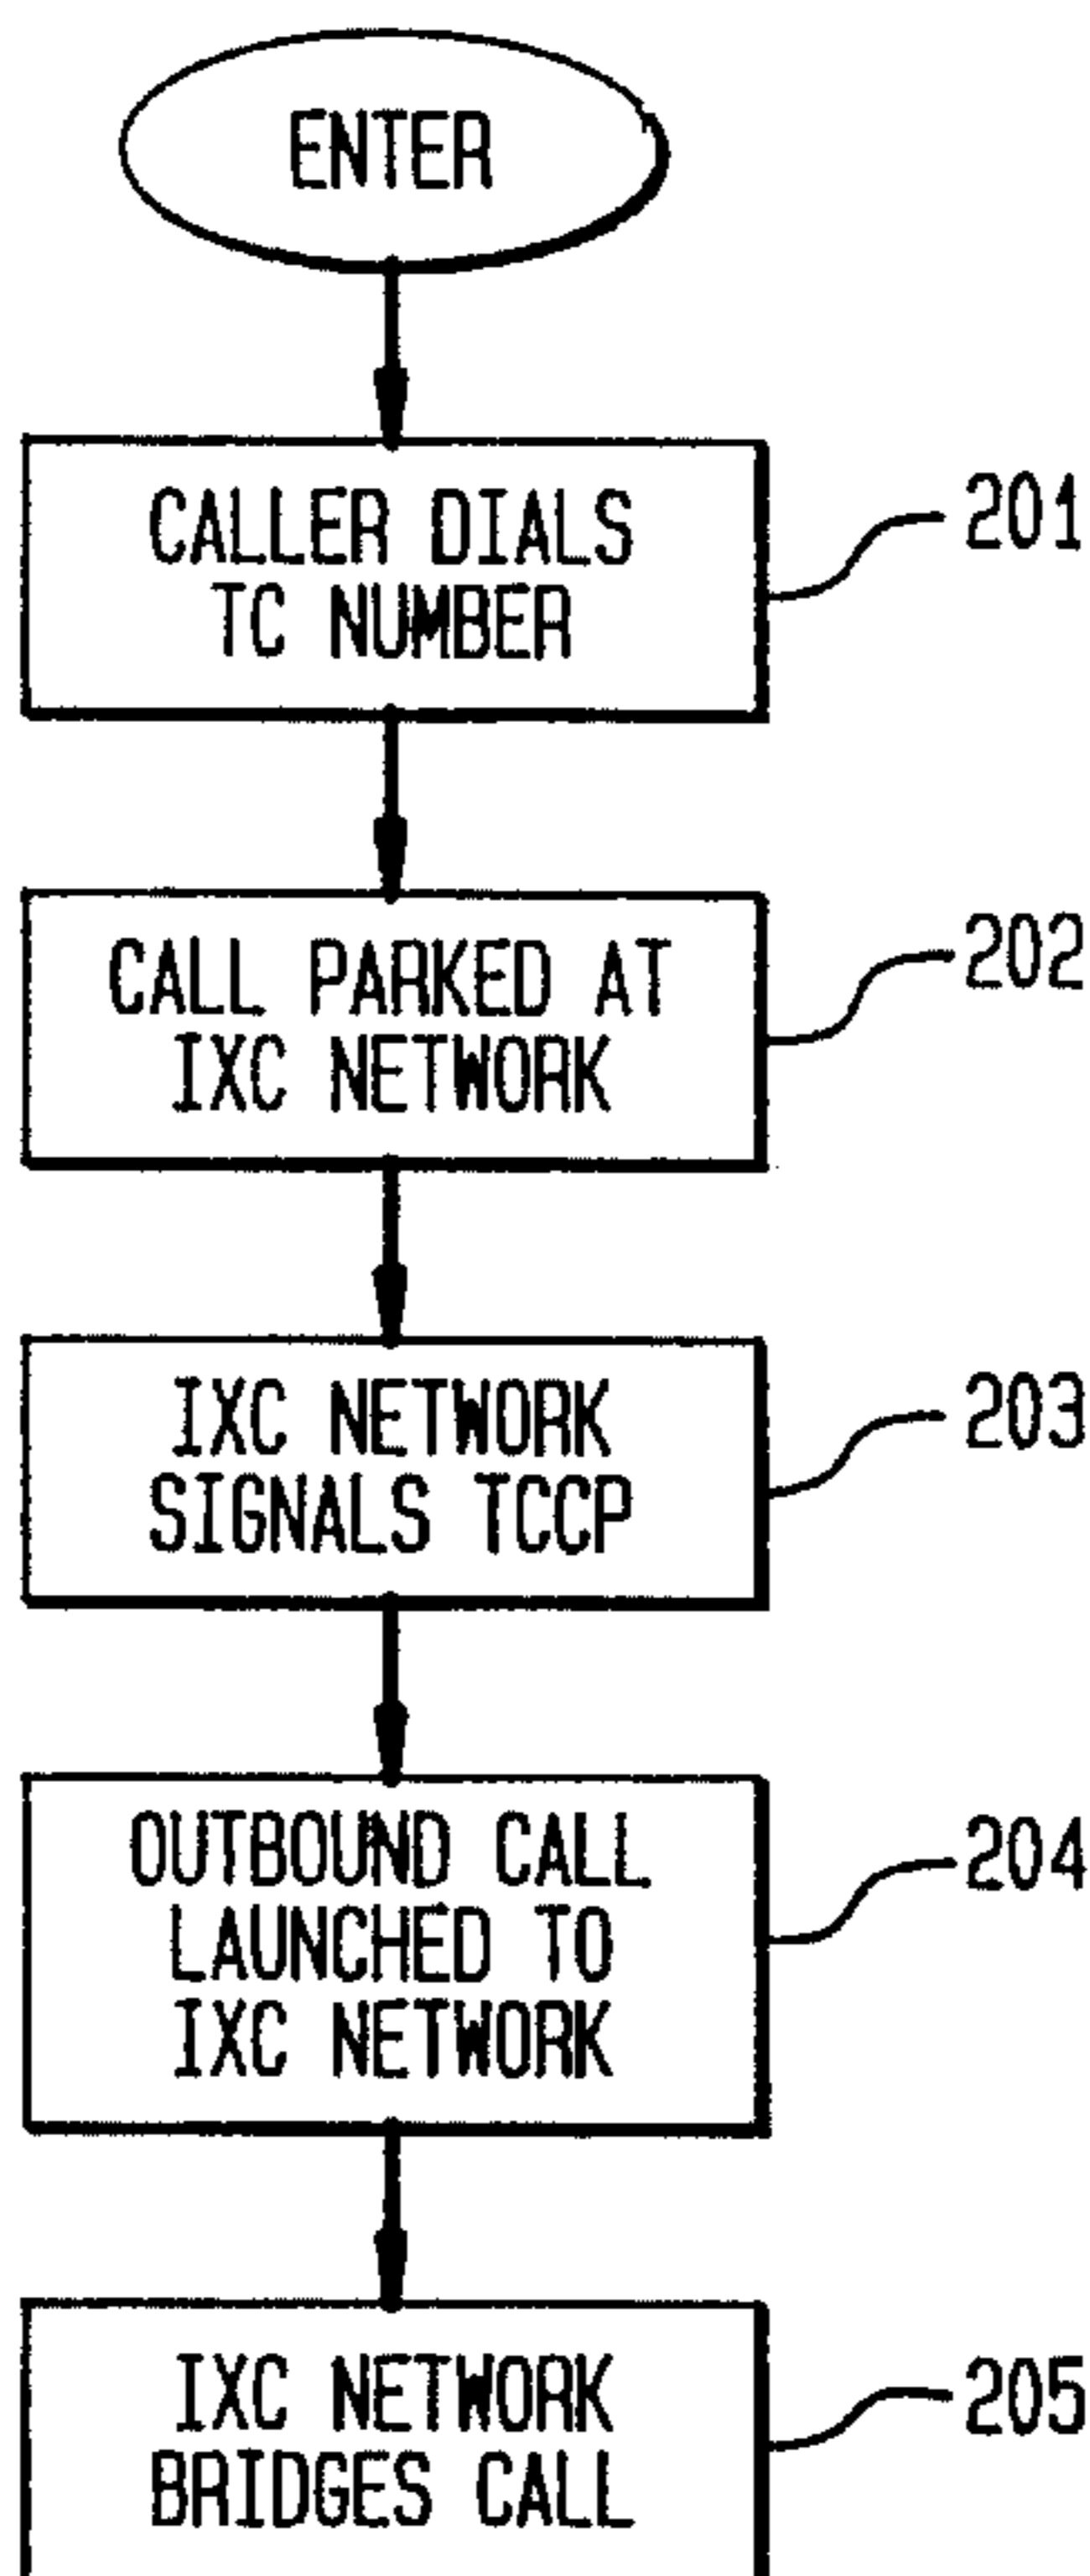 ENTER
CALLER DIALS
TC NUMBER
201
CALL PARKED AT
IXC NETWORK
202
IXC NETWORK
SIGNALS TCCP
203
OUTBOUND CALL
LAUNCHED TO
IXC NETWORK
204
IXC NETWORK
BRIDGES CALL
205